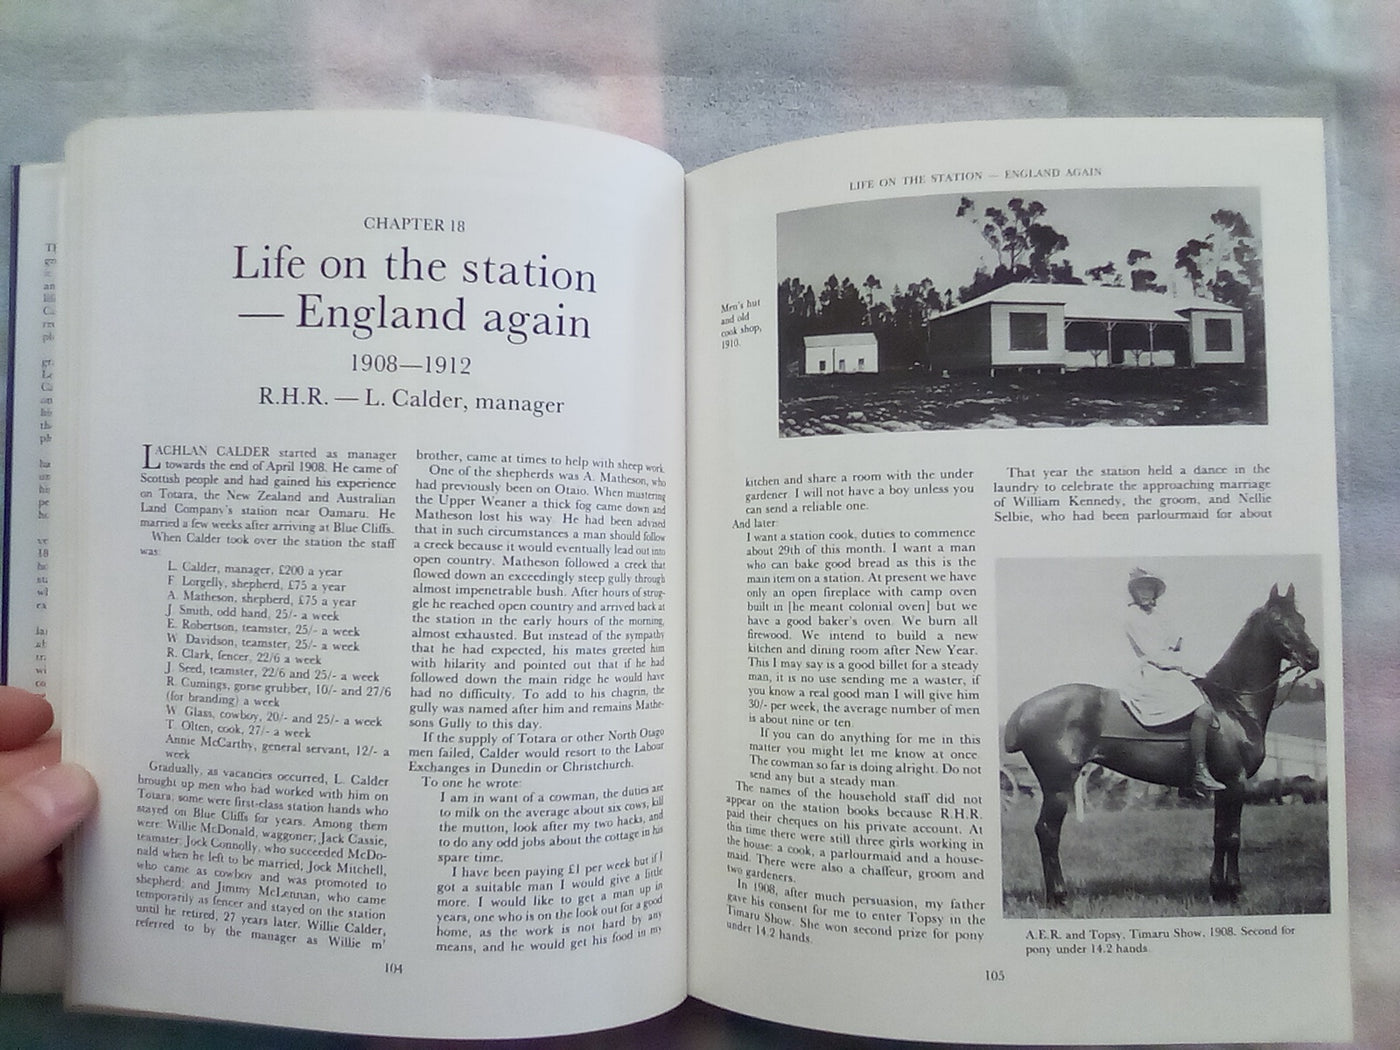 CHAPTER 18
Life on the station
— England again
1908—1912
R.H.R. — L. Calder, manager
LACHLAN CALDER started as manager
towards the end of April 1908. He came of
Scottish people and had gained his experience
on Totara, the New Zealand and Australian
Land Company's station near Oamaru. He
married a few weeks after arriving at Blue Cliffs.
When Calder took over the station the staff
was:
L. Calder, manager, £200 a year
F. Lorgelly, shepherd, £75 a year
A. Matheson, shepherd, £75 a year
J. Smith, odd hand, 25/- a week
E. Robertson, teamster, 25/- a week
W. Davidson, teamster, 25/- a week
R. Clark, fencer, 22/6 a week
J. Seed, teamster, 22/6 and 25/- a week
R. Cumings, gorse grubber, 10/- and 27/6
(for branding) a week
W. Glass, cowboy, 20/- and 25/- a week
T. Olten, cook, 27/- a week
Annie McCarthy, general servant, 12/- a
week
Gradually, as vacancies occurred, L. Calder
brought up men who had worked with him on
Totara, some were first-class station hands who
stayed on Blue Cliffs for years. Among them
were: Willie McDonald, waggoner; Jack Cassie,
teamster; Jock Connolly, who succeeded McDo-
nald when he left to be married, Jock Mitchell,
who came as cowboy and was promoted to
shepherd; and Jimmy McLennan, who came
temporarily as fencer and stayed on the station
until he retired, 27 years later. Willie Calder,
referred to by the manager as Willie m'
brother, came at times to help with sheep work.
One of the shepherds was A. Matheson, who
had previously been on Otaio. When mustering
the Upper Weaner a thick fog came down and
Matheson lost his way. He had been advised
that in such circumstances a man should follow
a creek because it would eventually lead out into
open country. Matheson followed a creek that
flowed down an exceedingly steep gully through
almost impenetrable bush. After hours of strug-
gle he reached open country and arrived back at
the station in the early hours of the morning,
almost exhausted. But instead of the sympathy
that he had expected, his mates greeted him
with hilarity and pointed out that if he had
followed down the main ridge he would have
had no difficulty. To add to his chagrin, the
gully was named after him and remains Mathe-
sons Gully to this day.
If the supply of Totara or other North Otago
men failed, Calder would resort to the Labour
Exchanges in Dunedin or Christchurch.
To one he wrote:
I am in want of a cowman, the duties are
to milk on the average about six cows, kill
the mutton, look after my two hacks, and
to do any odd jobs about the cottage in his
spare time.
I have been paying £1 per week but if I
got a suitable man I would give a little
more. I would like to get a man up in
years, one who is on the look out for a good
home, as the work is not hard by any
means, and he would get his food in my
104
LIFE ON THE STATION — ENGLAND AGAIN
Men's hut
and old
cook shop,
1910.
kitchen and share a room with the under
gardener. I will not have a boy unless you
can send a reliable one.
And later:
I want a station cook, duties to commence
about 29th of this month. I want a man
who can bake good bread as this is the
main item on a station. At present we have
only an open fireplace with camp oven
built in [he meant colonial oven] but we
have a good baker's oven. We burn all
firewood. We intend to build a new
kitchen and dining room after New Year.
This I may say is a good billet for a steady
man, it is no use sending me a waster, if
you know a real good man I will give him
30/- per week, the average number of men
is about nine or ten.
If you can do anything for me in this
matter you might let me know at once.
The cowman so far is doing alright. Do not
send any but a steady man.
The names of the household staff did not
appear on the station books because R.H.R.
paid their cheques on his private account. At
this time there were still three girls working in
the house: a cook, a parlourmaid and a house-
maid. There were also a chaffeur, groom and
two gardeners.
In 1908, after much persuasion, my father
gave his consent for me to enter Topsy in the
Timaru Show. She won second prize for pony
under 14.2 hands.
That year the station held a dance in the
laundry to celebrate the approaching marriage
of William Kennedy, the groom, and Nellie
Selbie, who had been parlourmaid for about
A.E.R. and Topsy, Timaru Show, 1908. Second for
pony under 14.2 hands.
105